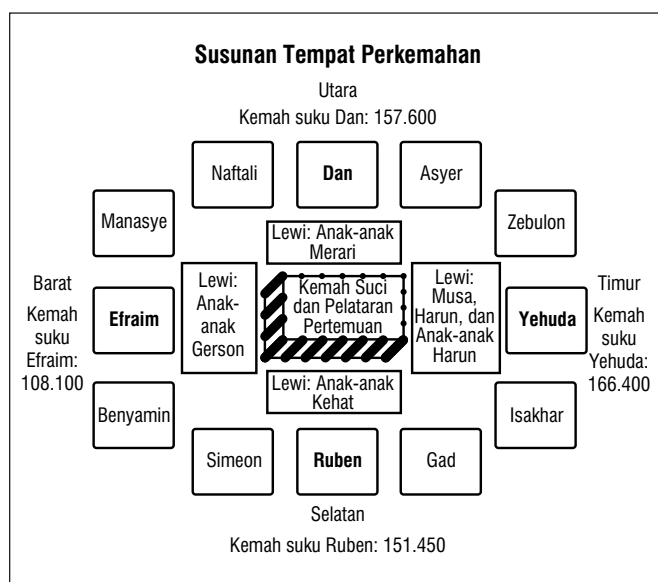 Susunan Tempat Perkemahan
Utara
Kemah suku Dan: 157.600
Naftali
Dan
Asyer
Manasye
Zebulon
Lewi: Anak-anak
Merari
Barat
Kemah
suku
Efraim:
108.100
Efraim
Lewi:
Anak-
anak
Gerson
Kemah Suci
dan Pelataran
Pertemuan
Lewi:
Musa,
Harun, dan
Anak-anak
Harun
Yehuda
Timur
Kemah
suku
Yehuda:
166.400
Lewi: Anak-anak
Kehat
Benyamin
Isakhar
Simeon
Ruben
Gad
Selatan
Kemah suku Ruben: 151.450